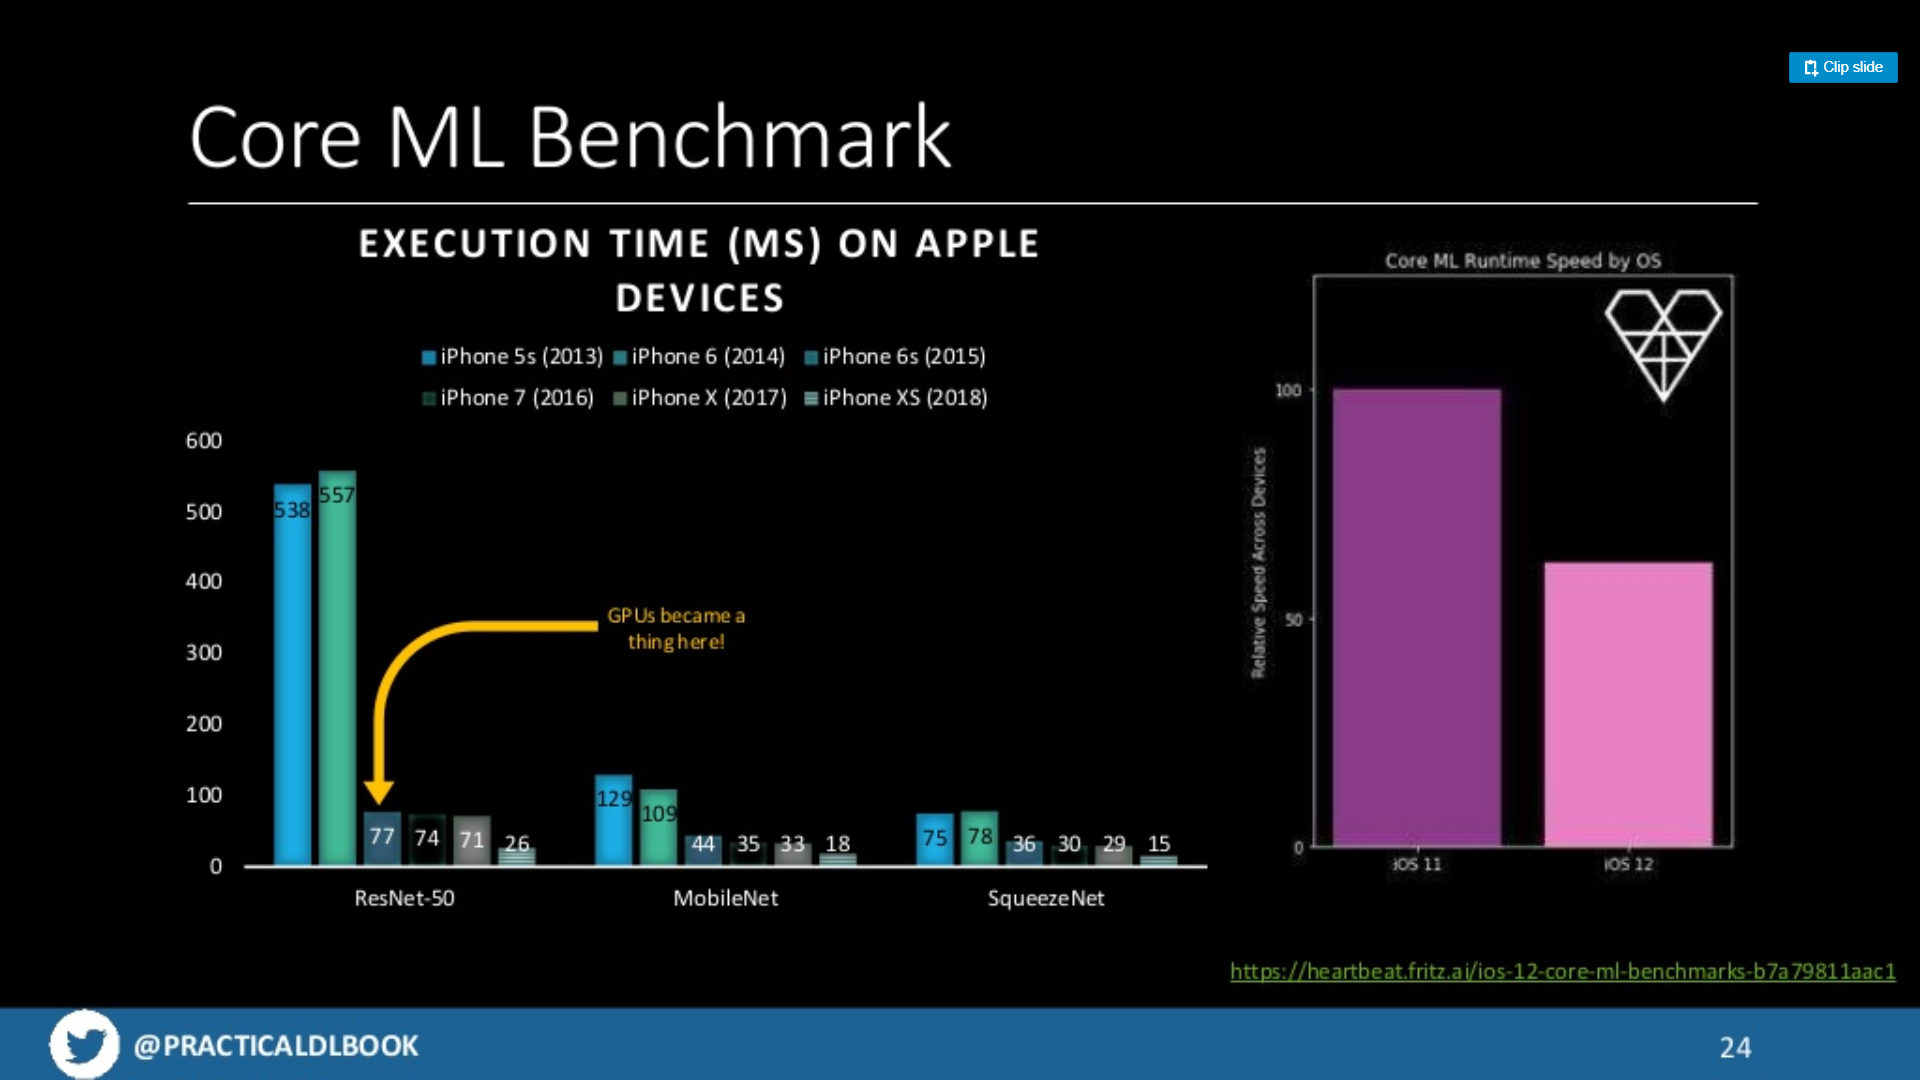 Clip slide
Core ML Benchmark
EXECUTION TIME (MS) ON APPLE
DEVICES
iPhone 5s (2013) iPhone 6 (2014) iPhone 6s (2015)
iPhone 7 (2016) iPhone X (2017) iPhone XS (2018)
600
500
400
300
200
100
0
538
557
77
74
71
26
129
109
44
35
33
18
75
78
36
30
29
15
GPUs became a
thing here!
ResNet-50
MobileNet
SqueezeNet
Core ML Runtime Speed by OS
Relative Speed Across Devices
100
50
0
iOS 11
iOS 12
https://heartbeat.fritz.ai/ios-12-core-ml-benchmarks-b7a79811aac1
@PRACTICALDLBOOK
24